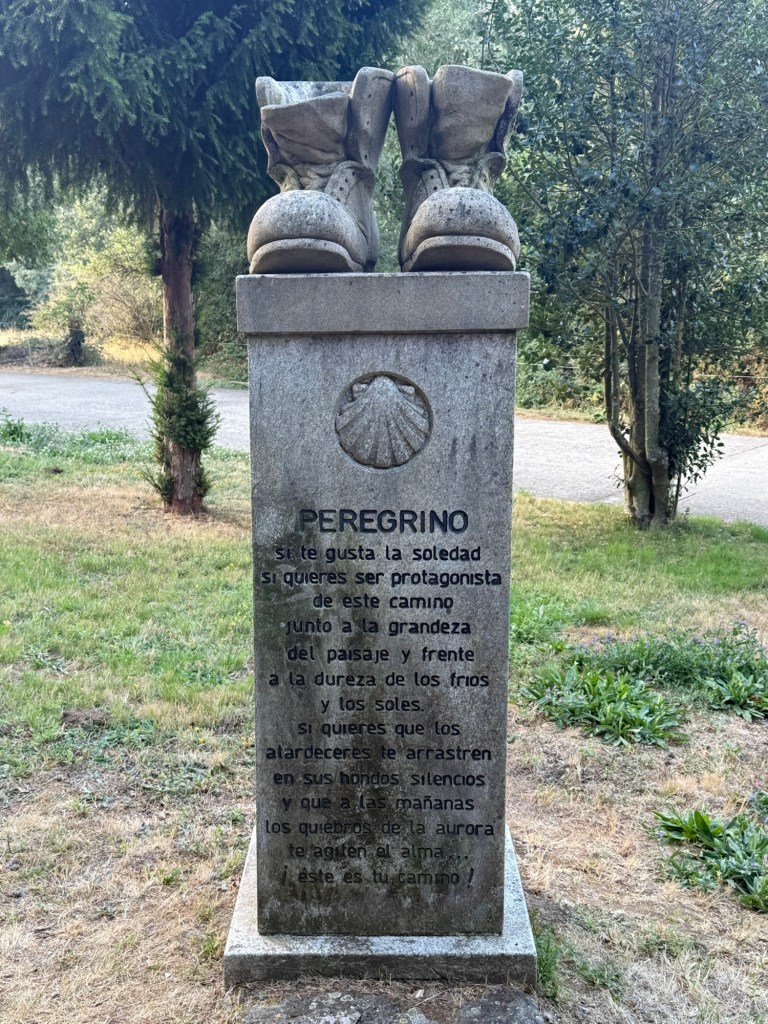 PEREGRINO
si te gusta la soledad
si quieres ser protagonista
de este camino
junto a la grandeza
del paisaje y frente
a la dureza de los frios
y los soles.
si quieres que los
atardeceres te arrastren
en sus hondos silencios
y que a las mañanas
los quiebros de la aurora
te agiten el alma...
¡este es tu camino!